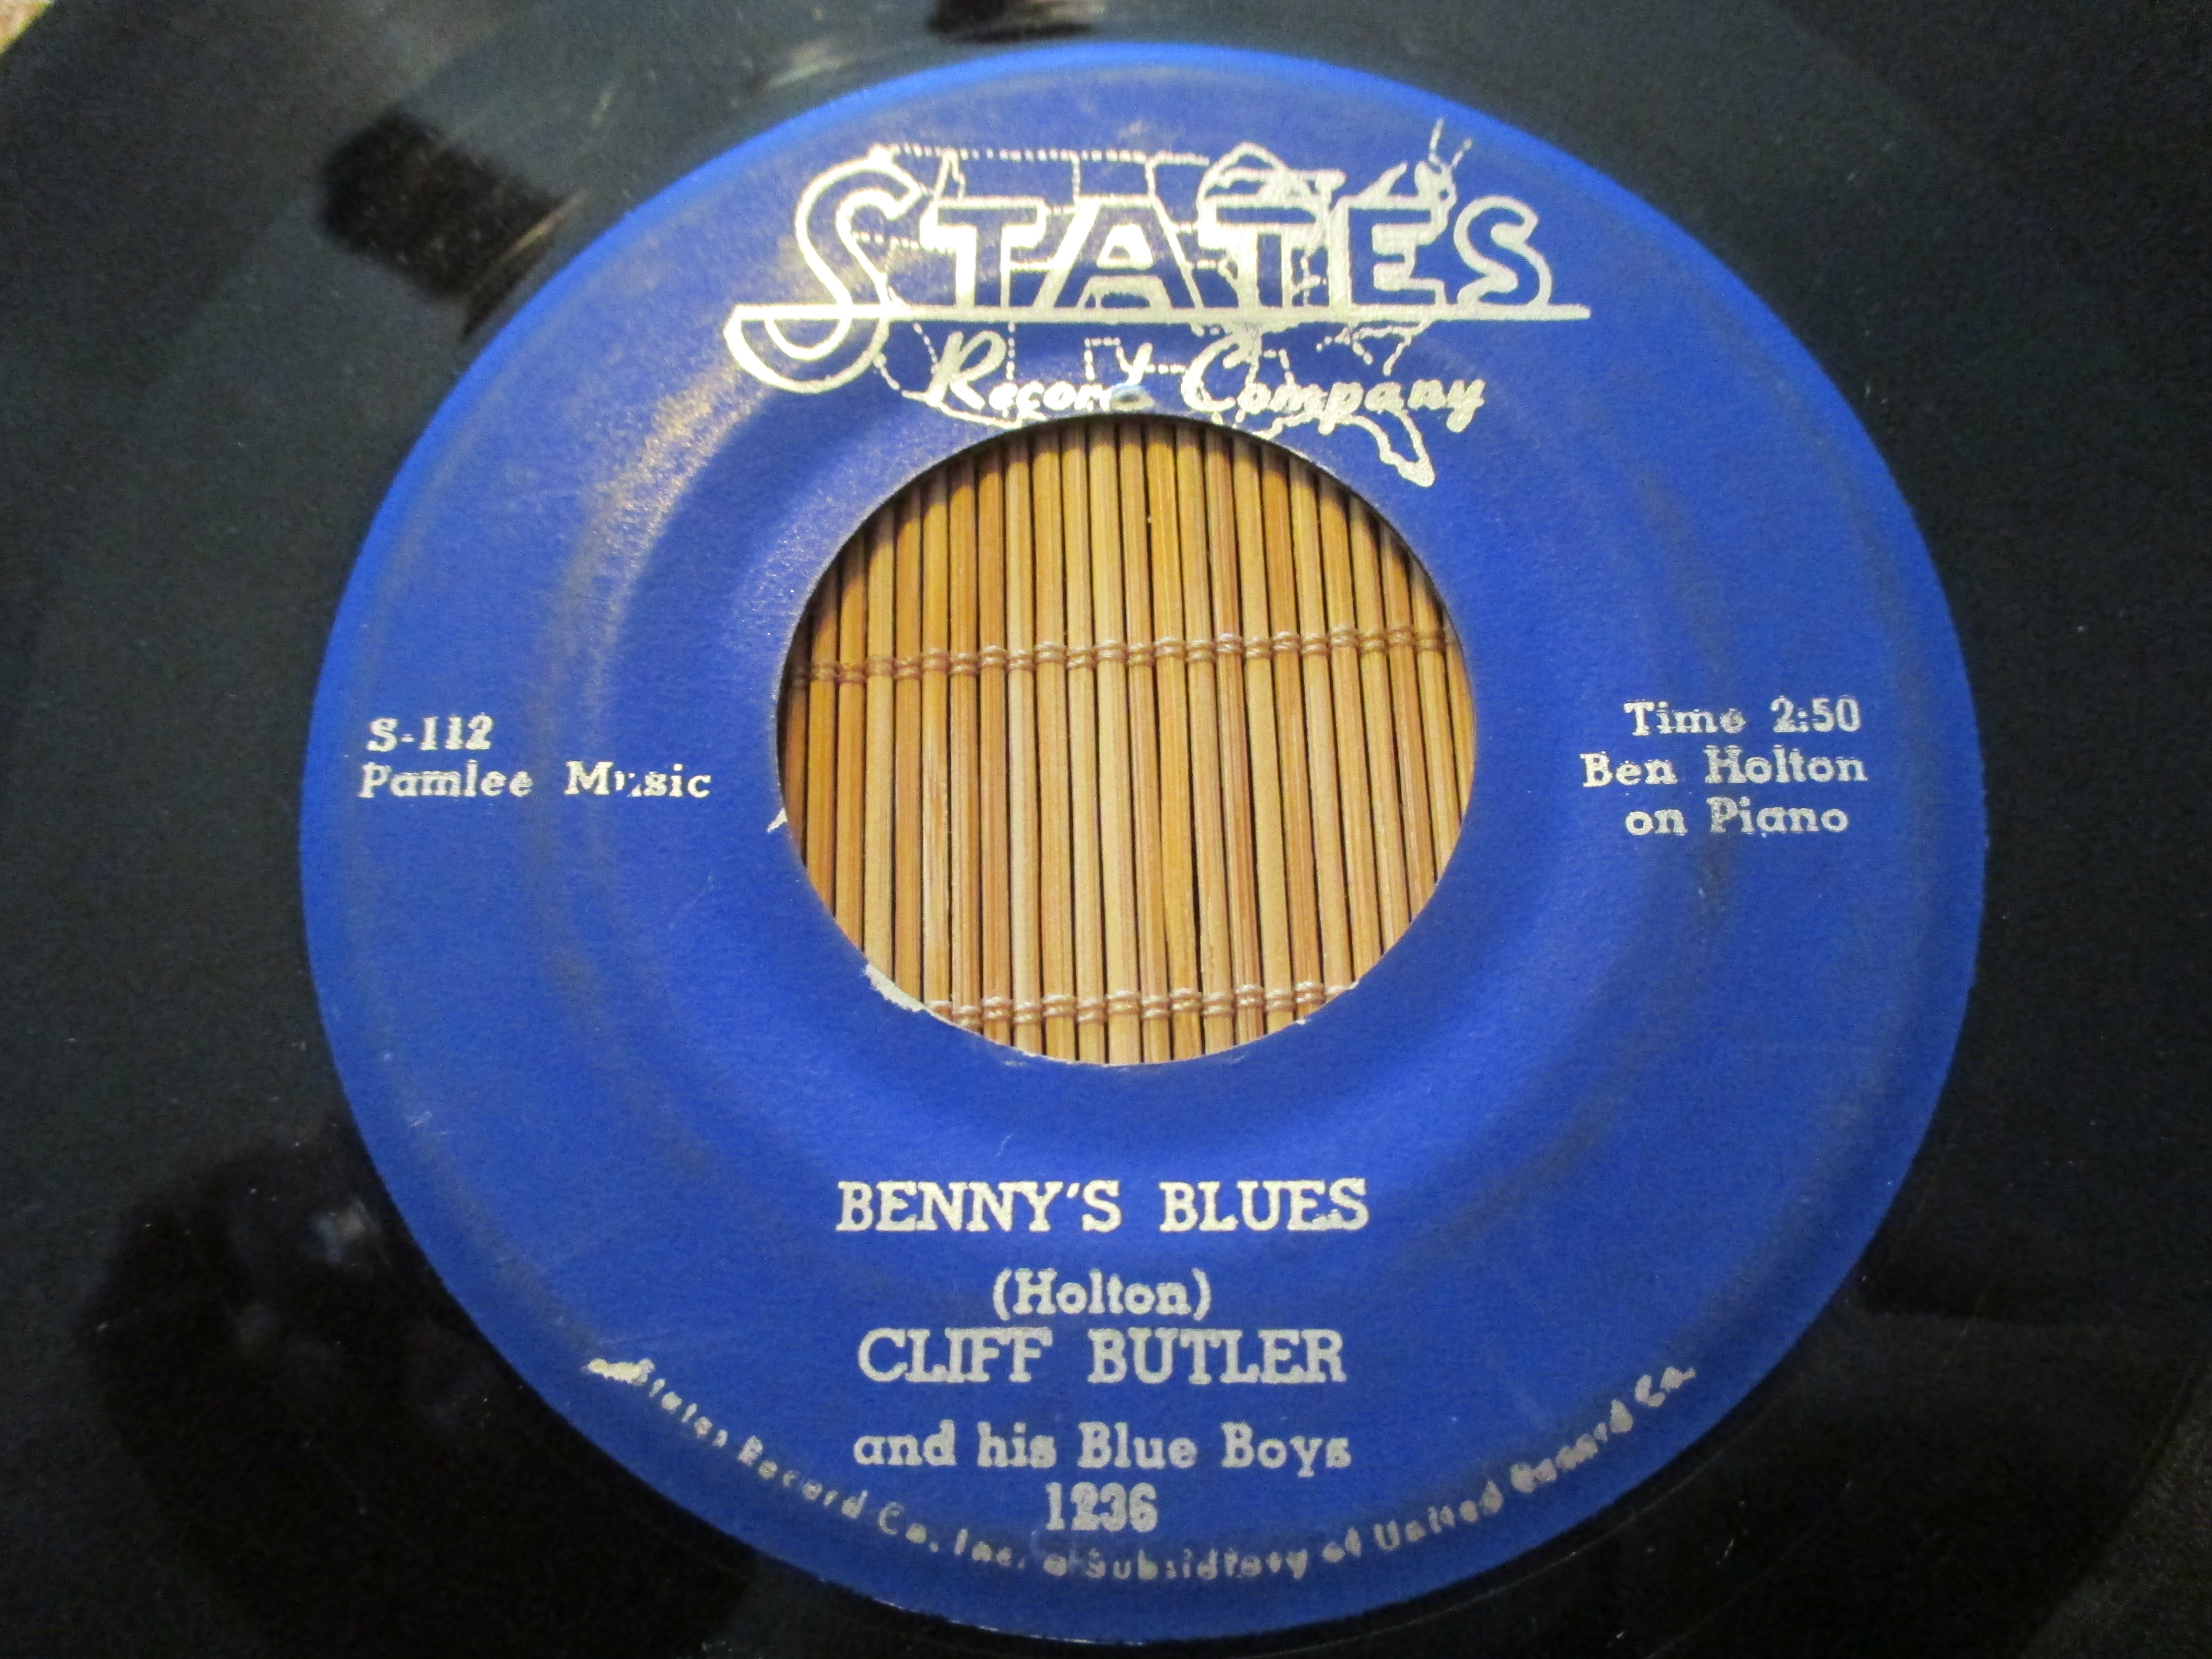 STATES
Record Company
S-112
Pamlee Music
Time 2:50
Ben Holton
on Piano
BENNY'S BLUES
(Holton)
CLIFF BUTLER
and his Blue Boys
1236
States Record Co. Inc. a Subsidiary of United Record Co.